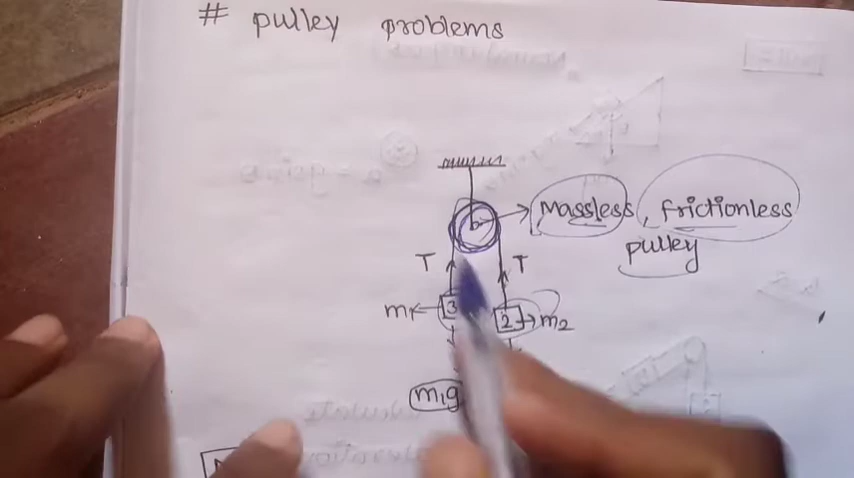 # pulley problems
Massless, frictionless
pulley
T T
m1 3 2 m2
m1g